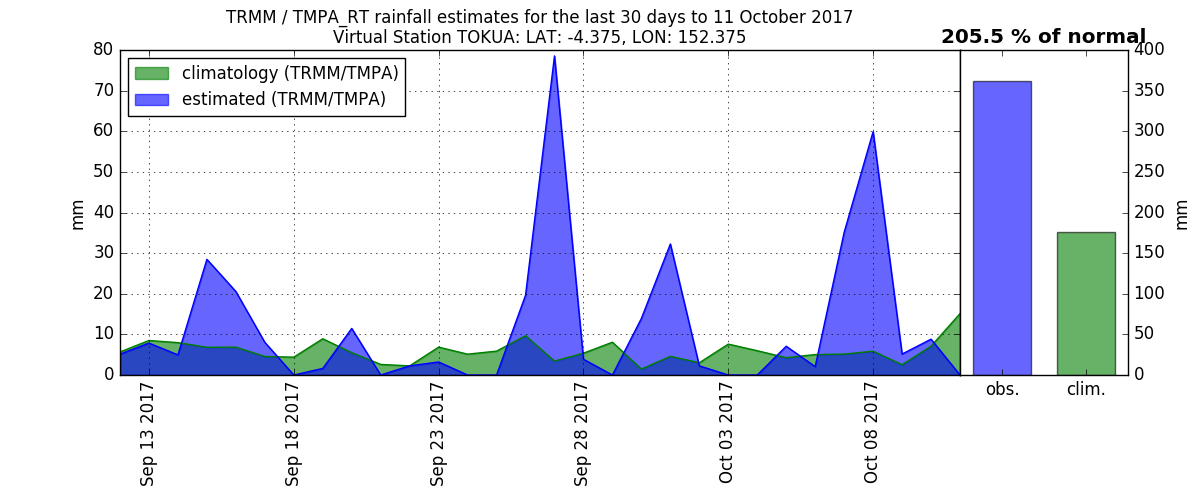 TRMM / TMPA_RT rainfall estimates for the last 30 days to 11 October 2017
Virtual Station TOKUA: LAT: -4.375, LON: 152.375
205.5 % of normal
climatology (TRMM/TMPA)
estimated (TRMM/TMPA)
mm
80
70
60
50
40
30
20
10
0
Sep 13 2017
Sep 18 2017
Sep 23 2017
Sep 28 2017
Oct 03 2017
Oct 08 2017
400
350
300
250
200
150
100
50
0
mm
obs.
clim.